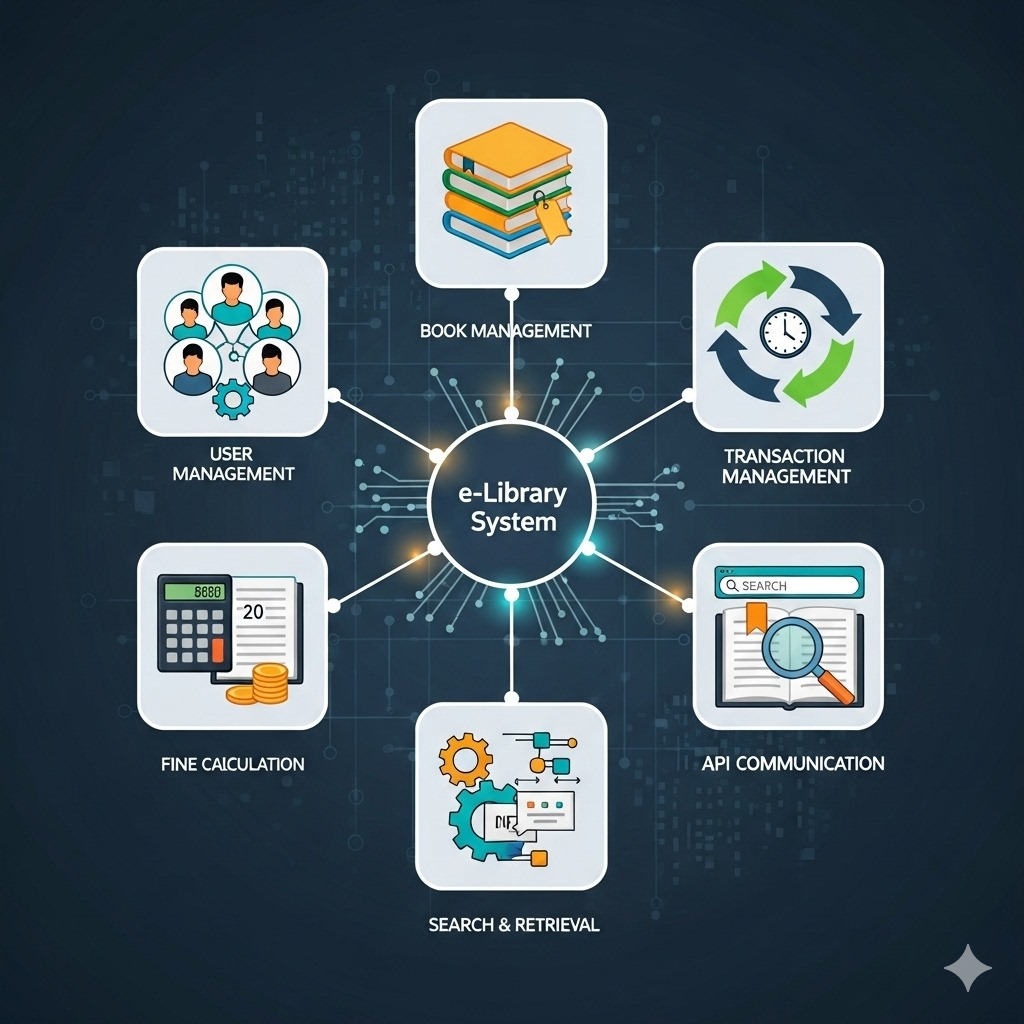 BOOK MANAGEMENT
USER
MANAGEMENT
TRANSACTION
MANAGEMENT
e-Library
System
8680
20
SEARCH
FINE CALCULATION
API COMMUNICATION
SEARCH & RETRIEVAL